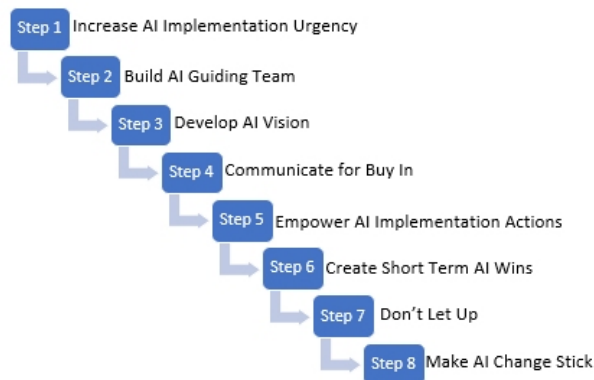 Step 1 Increase AI Implementation Urgency
Step 2 Build AI Guiding Team
Step 3 Develop AI Vision
Step 4 Communicate for Buy In
Step 5 Empower AI Implementation Actions
Step 6 Create Short Term AI Wins
Step 7 Don’t Let Up
Step 8 Make AI Change Stick